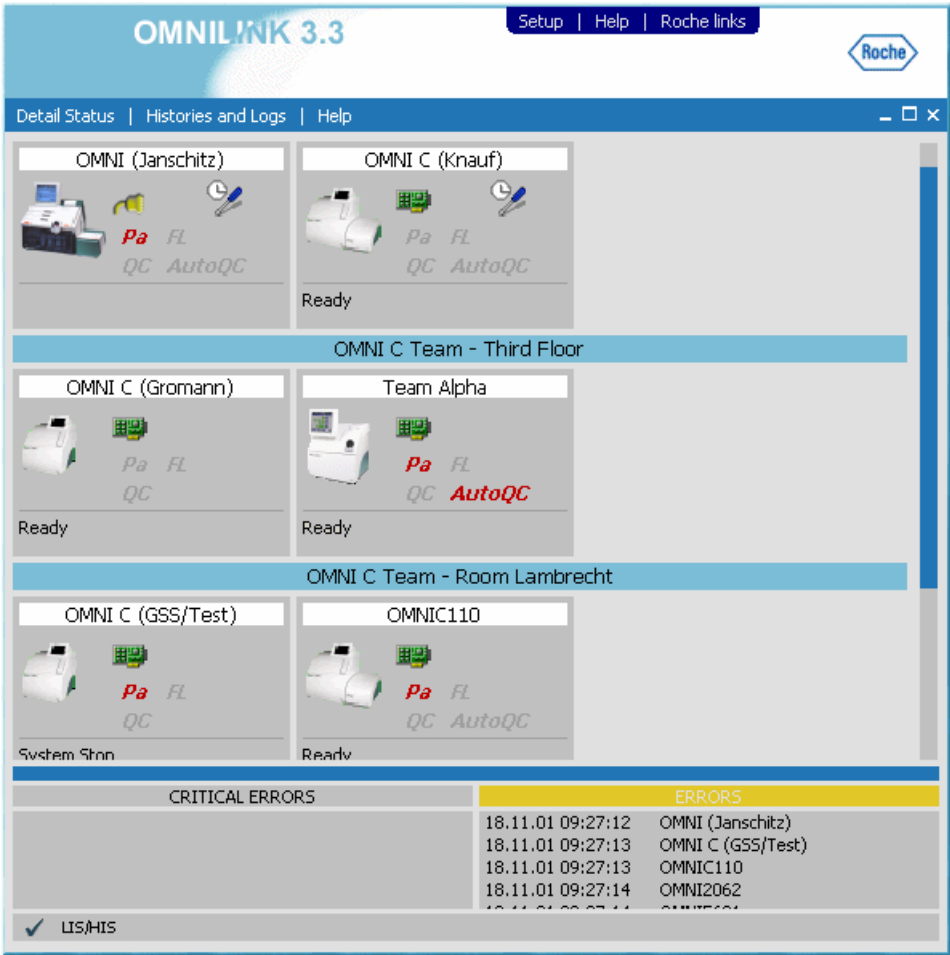 OMNILINK 3.3
Setup | Help | Roche links
Roche
Detail Status | Histories and Logs | Help
OMNI (Janschitz)
Pa FL
QC AutoQC
OMNI C (Knauf)
Pa FL
QC AutoQC
Ready
OMNI C Team - Third Floor
OMNI C (Gromann)
Pa FL
QC
Ready
Team Alpha
Pa FL
QC AutoQC
Ready
OMNI C Team - Room Lambrecht
OMNI C (GSS/Test)
Pa FL
QC
System Stop
OMNIC110
Pa FL
QC AutoQC
Ready
CRITICAL ERRORS
ERRORS
18.11.01 09:27:12 OMNI (Janschitz)
18.11.01 09:27:13 OMNI C (GSS/Test)
18.11.01 09:27:13 OMNIC110
18.11.01 09:27:14 OMNI2062
LIS/HIS